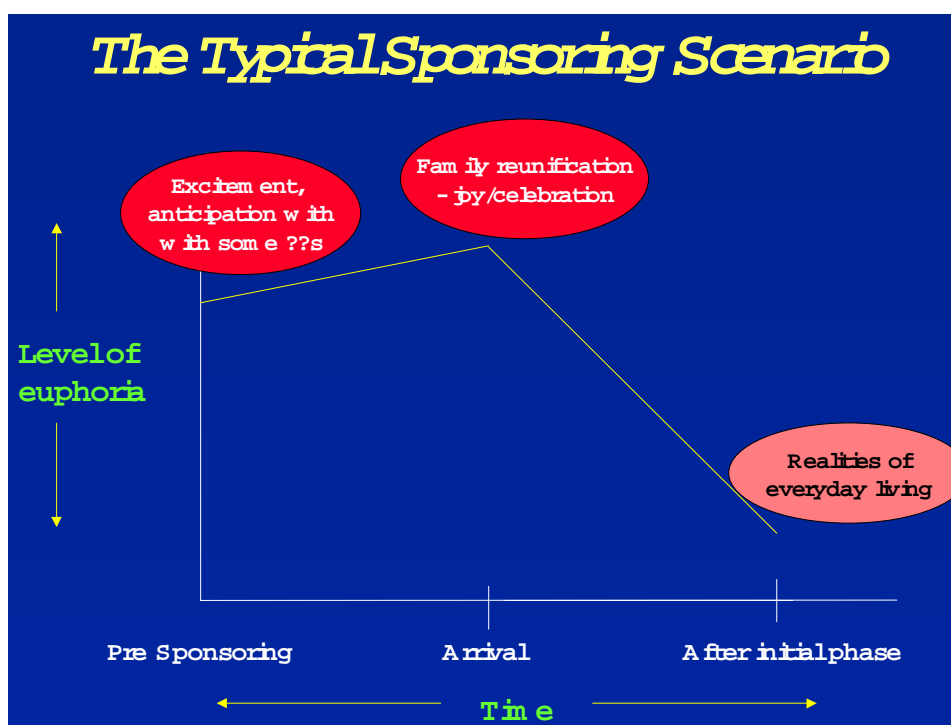 The Typical Sponsoring Scenario
Excitement,
anticipation with
with some ??s
Family reunification
- joy/celebration
Level of
euphoria
Realities of
everyday living
Pre Sponsoring
Arrival
After initial phase
Time